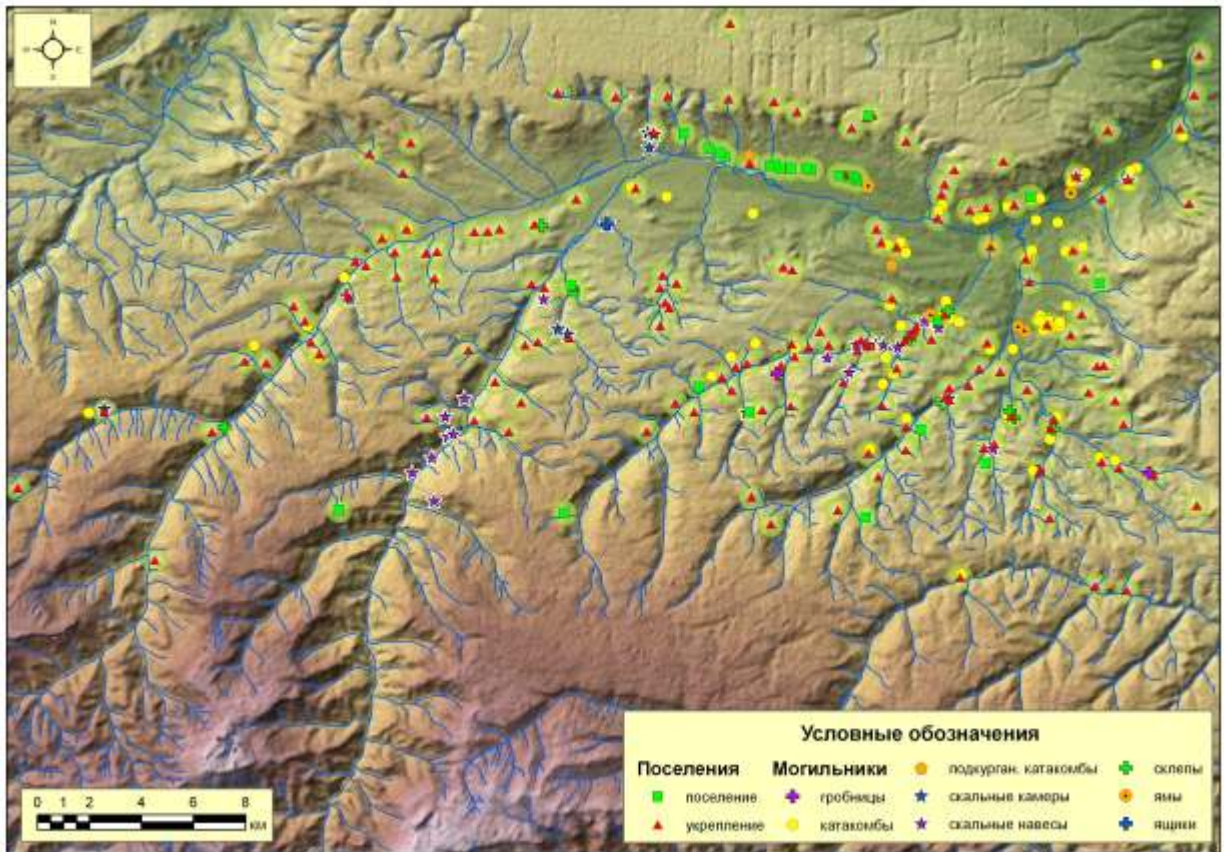 N
E
S
Условные обозначения
Поселения
поселение
укрепление
Могильники
гробницы
катакомбы
подкурган. катакомбы
скальные камеры
скальные навесы
склепы
ямы
ящики
0 1 2 4 6 8
км